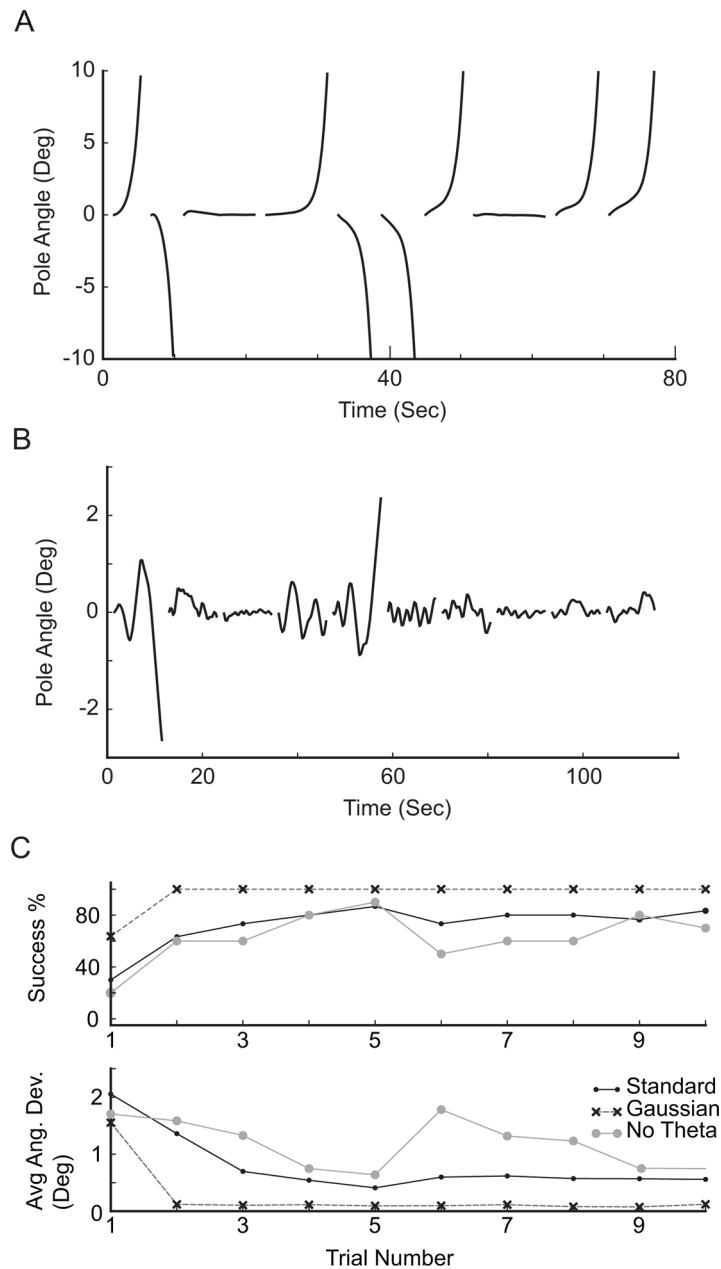 A
10
5
0
-5
-10
Pole Angle (Deg)
0 40 80
Time (Sec)
B
2
0
-2
Pole Angle (Deg)
0 20 60 100
Time (Sec)
C
80
40
0
Success %
1 3 5 7 9
2
1
0
Avg Ang. Dev.
(Deg)
Standard
Gaussian
No Theta
1 3 5 7 9
Trial Number